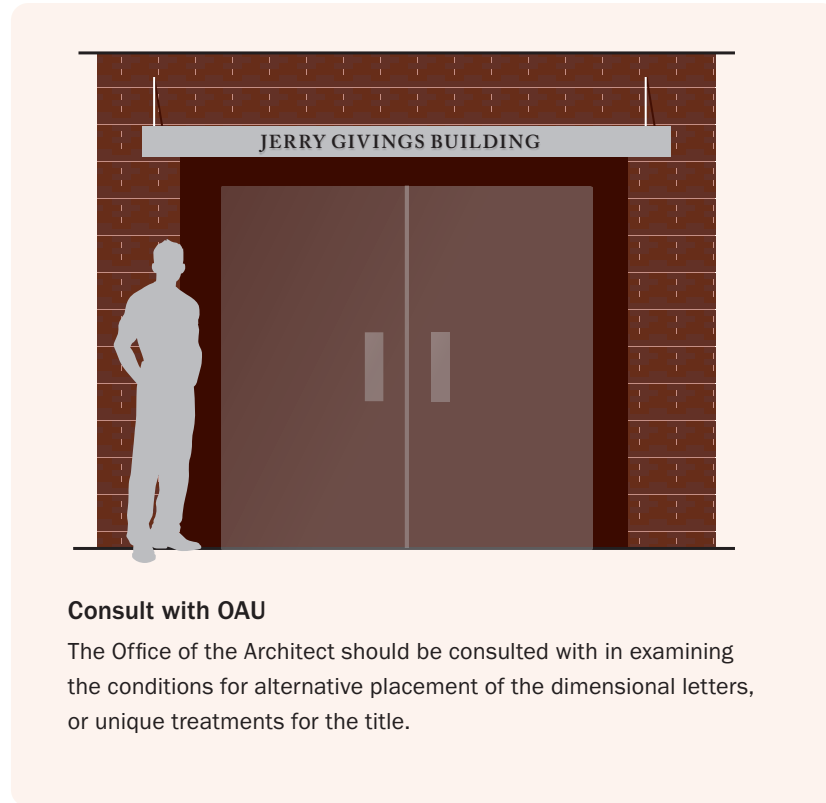 JERRY GIVINGS BUILDING
Consult with OAU
The Office of the Architect should be consulted with in examining
the conditions for alternative placement of the dimensional letters,
or unique treatments for the title.